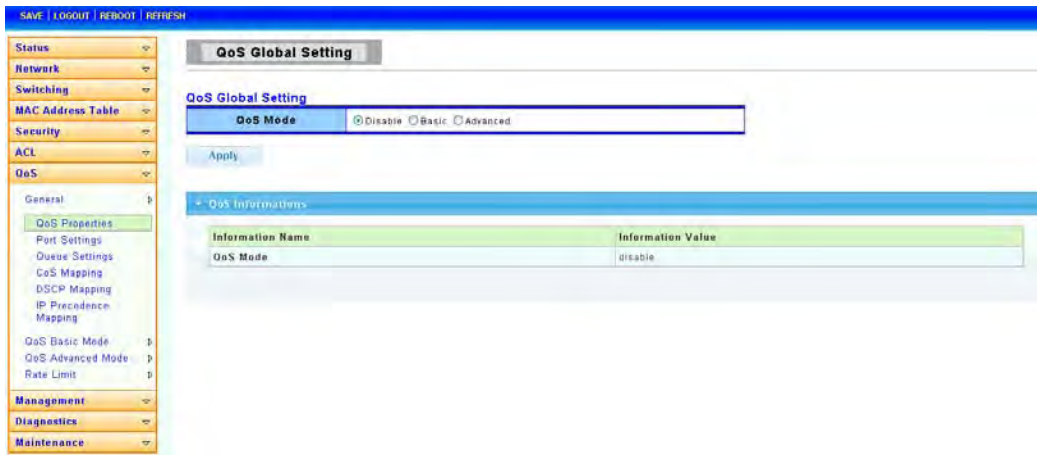 SAVE | LOGOUT | REBOOT | REFRESH
Status
Network
Switching
MAC Address Table
Security
ACL
QoS
General
QoS Properties
Port Settings
Queue Settings
CoS Mapping
DSCP Mapping
IP Precedence
Mapping
QoS Basic Mode
QoS Advanced Mode
Rate Limit
Management
Diagnostics
Maintenance
QoS Global Setting
QoS Global Setting
QoS Mode Disable Basic Advanced
Apply
QoS Informations
Information Name Information Value
QoS Mode disable